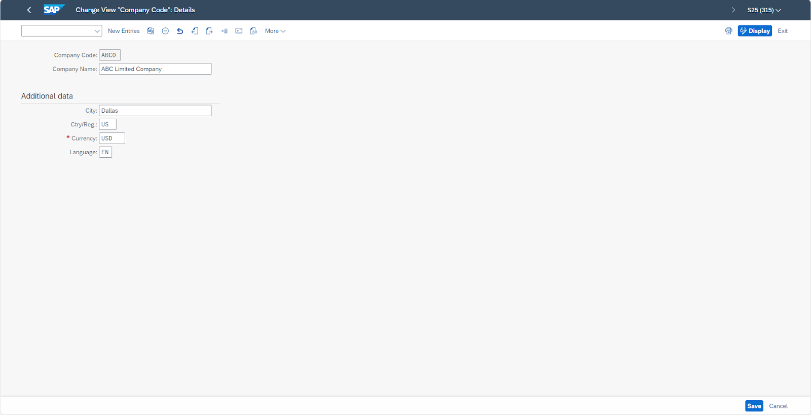 SAP Change View "Company Code": Details S25 (315)
New Entries More Display Exit
Company Code: ABCD
Company Name: ABC Limited Company
Additional data
City: Dallas
Ctry/Reg.: US
* Currency: USD
Language: EN
Save Cancel